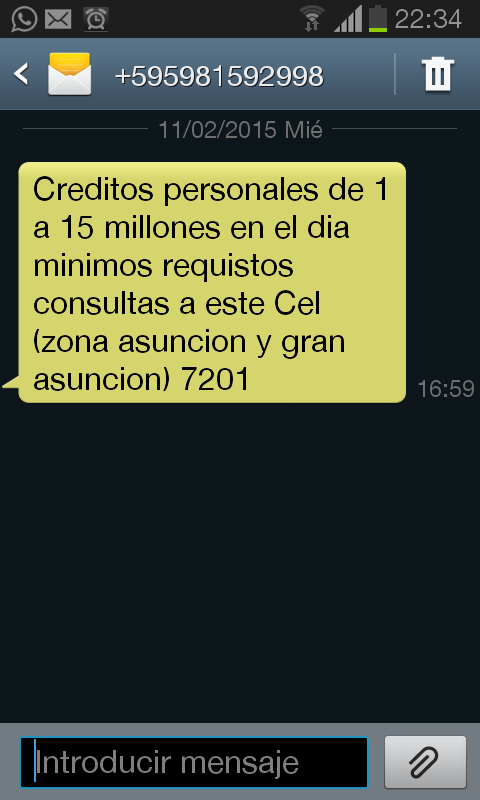 22:34
+595981592998
11/02/2015 Mié
Creditos personales de 1
a 15 millones en el dia
minimos requistos
consultas a este Cel
(zona asuncion y gran
asuncion) 7201
16:59
Introducir mensaje